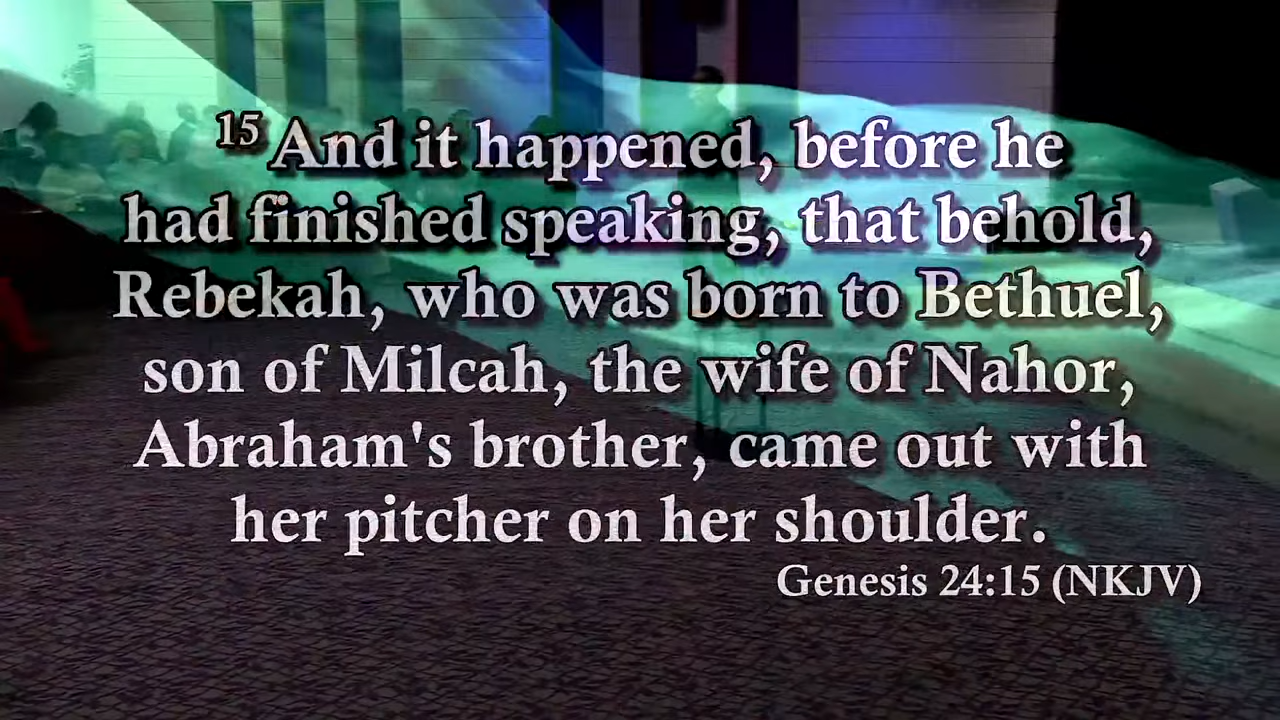 15 And it happened, before he
had finished speaking, that behold,
Rebekah, who was born to Bethuel,
son of Milcah, the wife of Nahor,
Abraham's brother, came out with
her pitcher on her shoulder.
Genesis 24:15 (NKJV)